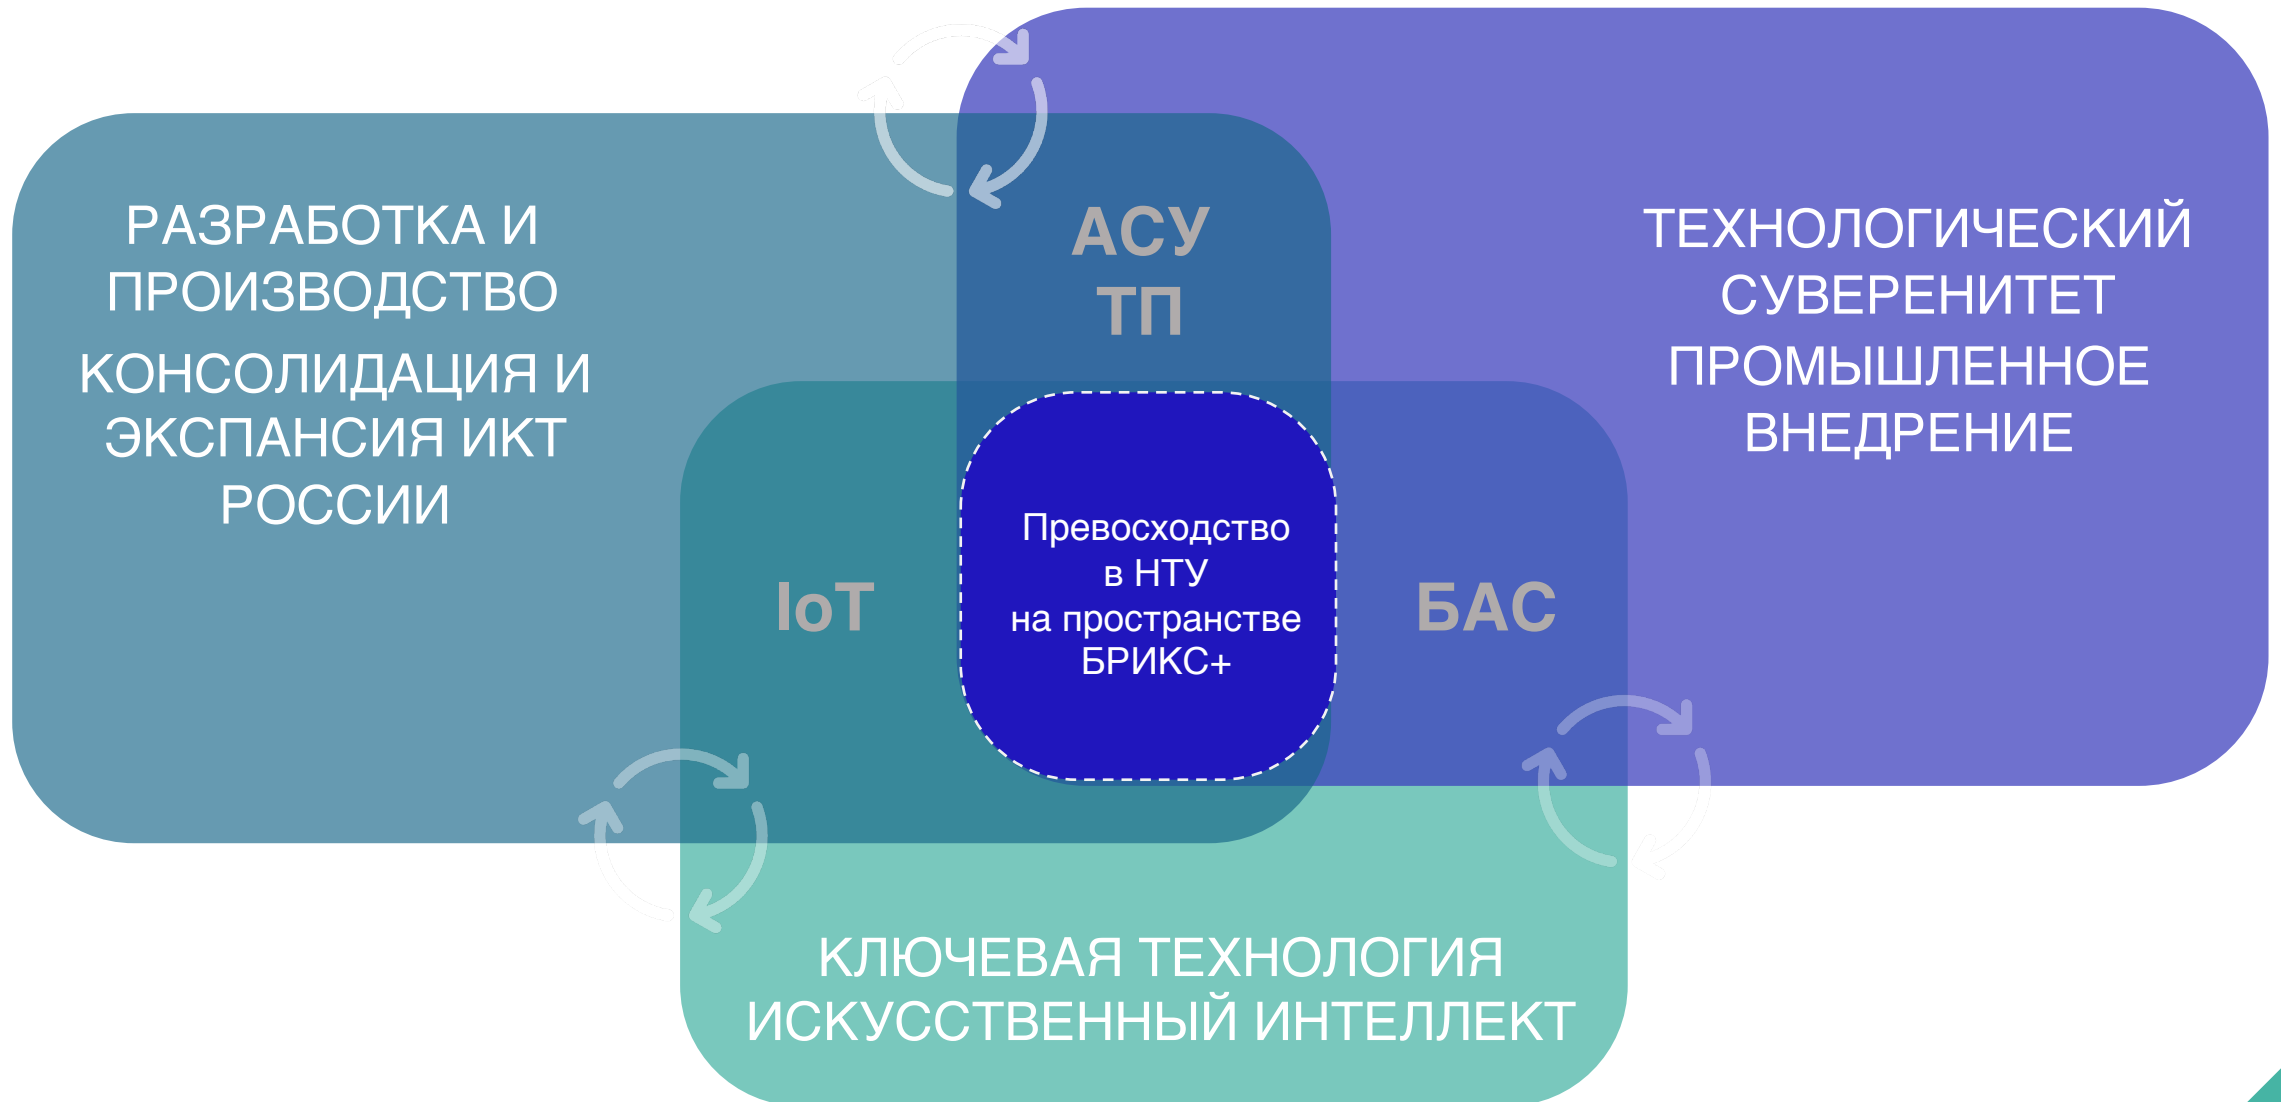 РАЗРАБОТКА И
ПРОИЗВОДСТВО
КОНСОЛИДАЦИЯ И
ЭКСПАНСИЯ ИКТ
РОССИИ
АСУ
ТП
ТЕХНОЛОГИЧЕСКИЙ
СУВЕРЕНИТЕТ
ПРОМЫШЛЕННОЕ
ВНЕДРЕНИЕ
IoT
Превосходство
в НТУ
на пространстве
БРИКС+
БАС
КЛЮЧЕВАЯ ТЕХНОЛОГИЯ
ИСКУССТВЕННЫЙ ИНТЕЛЛЕКТ